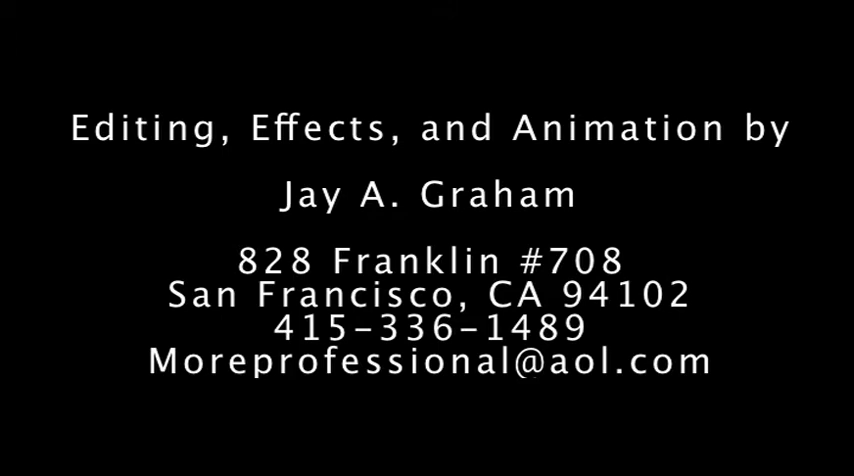 Editing, Effects, and Animation by
Jay A. Graham
828 Franklin #708
San Francisco, CA 94102
415-336-1489
Moreprofessional@aol.com